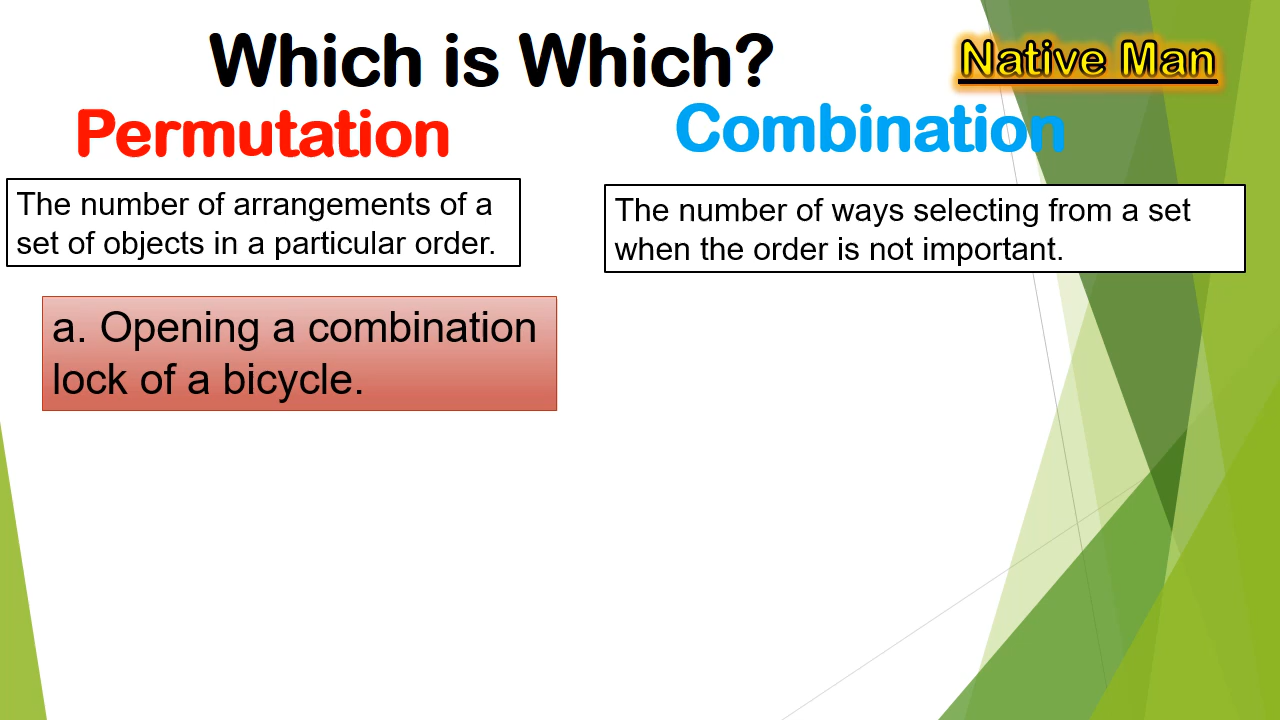 Which is Which?
Native Man
Permutation
Combination
The number of arrangements of a
set of objects in a particular order.
The number of ways selecting from a set
when the order is not important.
a. Opening a combination
lock of a bicycle.